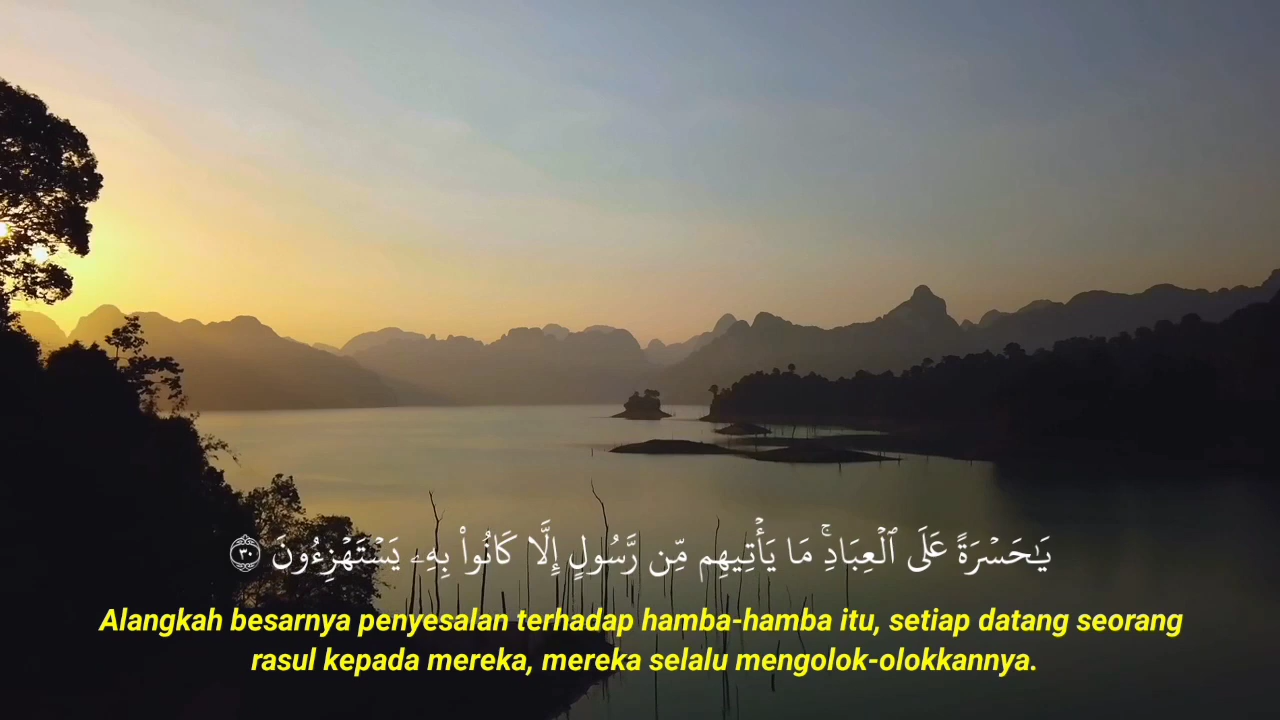 يَـٰحَسْرَةً عَلَى ٱلْعِبَادِ ۚ مَا يَأْتِيهِم مِّن رَّسُولٍ إِلَّا كَانُوا۟ بِهِۦ يَسْتَهْزِءُونَ ٣٠
Alangkah besarnya penyesalan terhadap hamba-hamba itu, setiap datang seorang
rasul kepada mereka, mereka selalu mengolok-olokkannya.